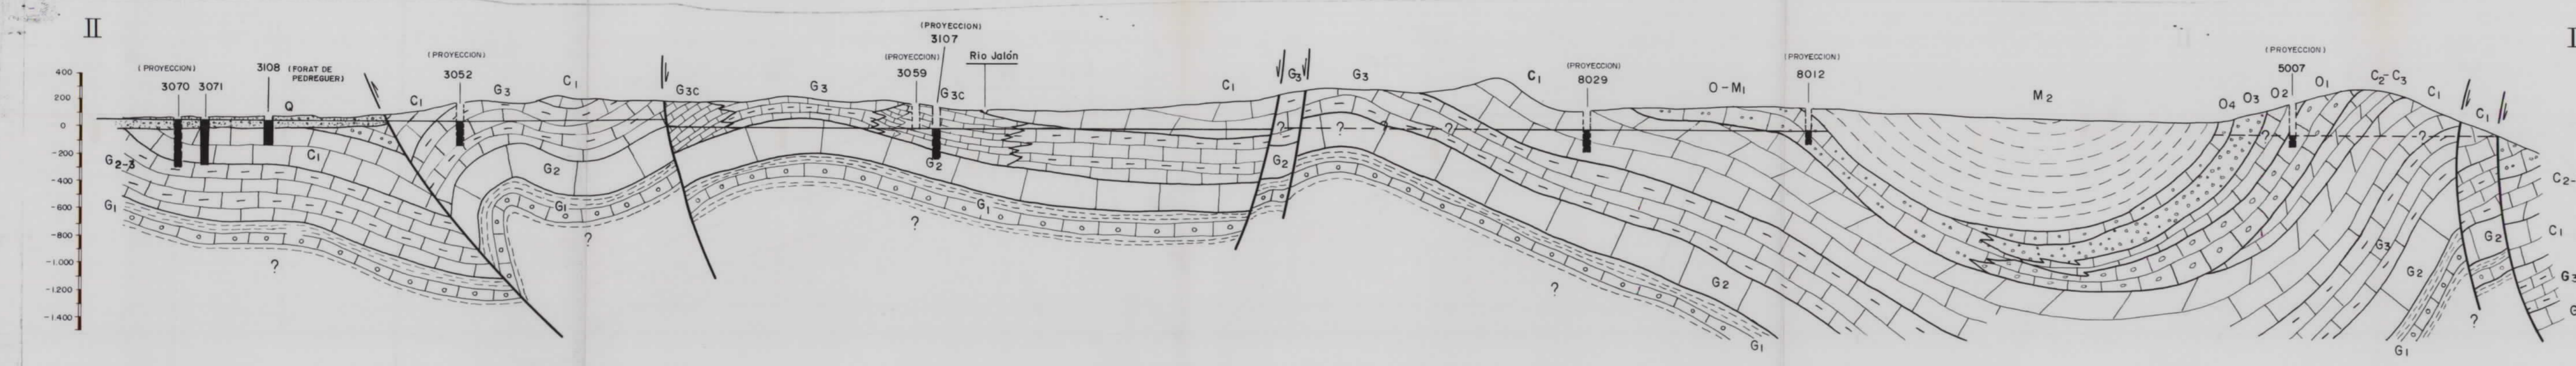 II
(PROYECCION)
3070 3071
3108 (FORAT DE
PEDREGUER)
(PROYECCION)
3052
(PROYECCION)
3107
(PROYECCION)
3059
Rio Jalón
(PROYECCION)
8029
(PROYECCION)
8012
(PROYECCION)
5007
400
200
0
-200
-400
-600
-800
-1.000
-1.200
-1.400
Q
C1
G3
C1
G3C
G3
G3C
C1
G3
G3
C1
O-M1
M2
O4 O3 O2 O1
C2-C3
C1
C1
G2-3
C1
G1
?
G2
G1
?
G2
?
G1
?
G2
?
?
?
?
G2
G1
?
?
G3
G2
G1
G2
?
C2-
C1
G3